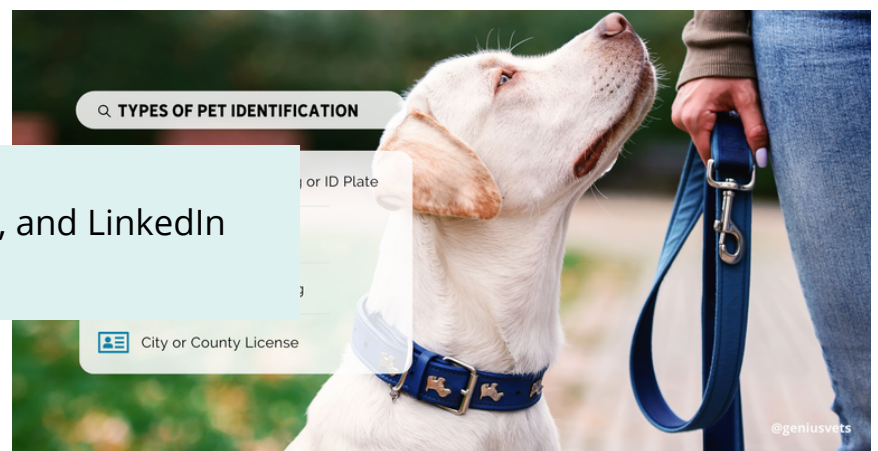 TYPES OF PET IDENTIFICATION
or ID Plate
, and LinkedIn
City or County License
@geniusvets